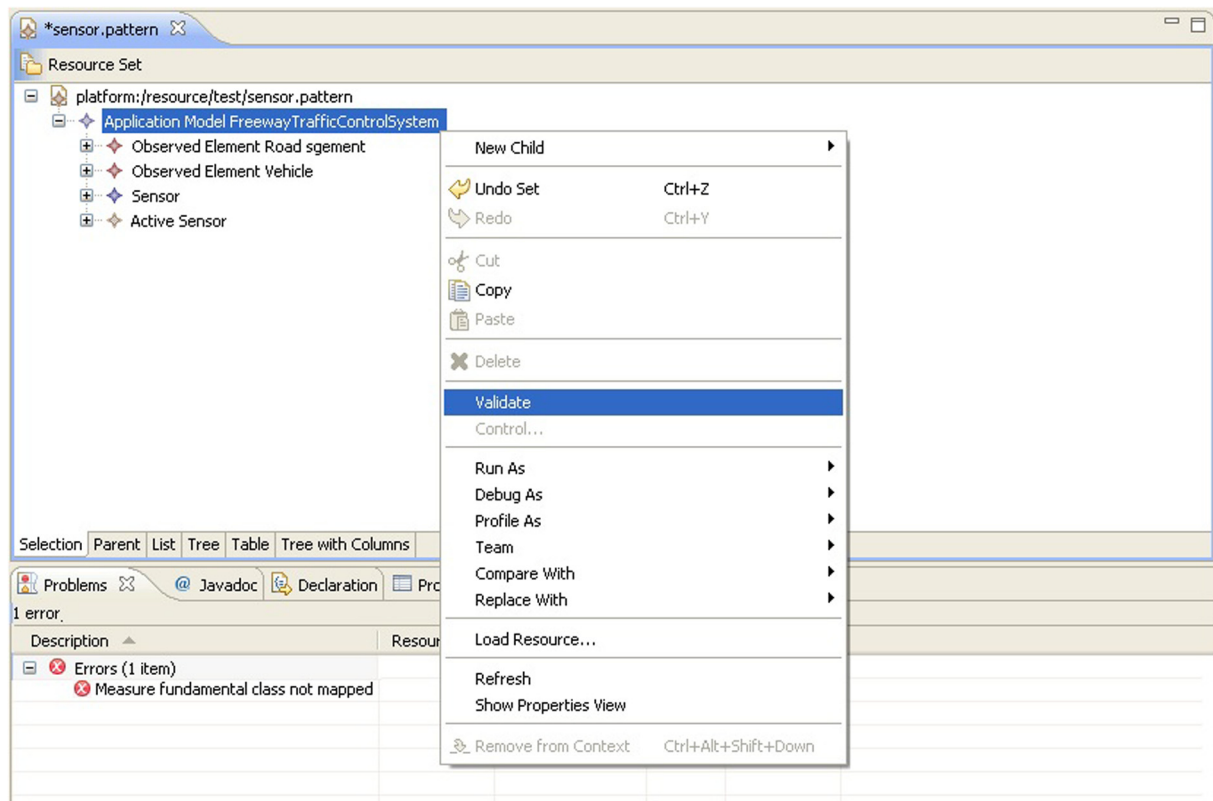 *sensor.pattern
Resource Set
platform:/resource/test/sensor.pattern
Application Model FreewayTrafficControlSystem
Observed Element Road sgement
Observed Element Vehicle
Sensor
Active Sensor
New Child
Undo Set Ctrl+Z
Redo Ctrl+Y
Cut
Copy
Paste
Delete
Validate
Control...
Run As
Debug As
Profile As
Team
Compare With
Replace With
Load Resource...
Refresh
Show Properties View
Remove from Context Ctrl+Alt+Shift+Down
Selection Parent List Tree Table Tree with Columns
Problems @ Javadoc Declaration Pro
1 error.
Description Resour
Errors (1 item)
Measure fundamental class not mapped